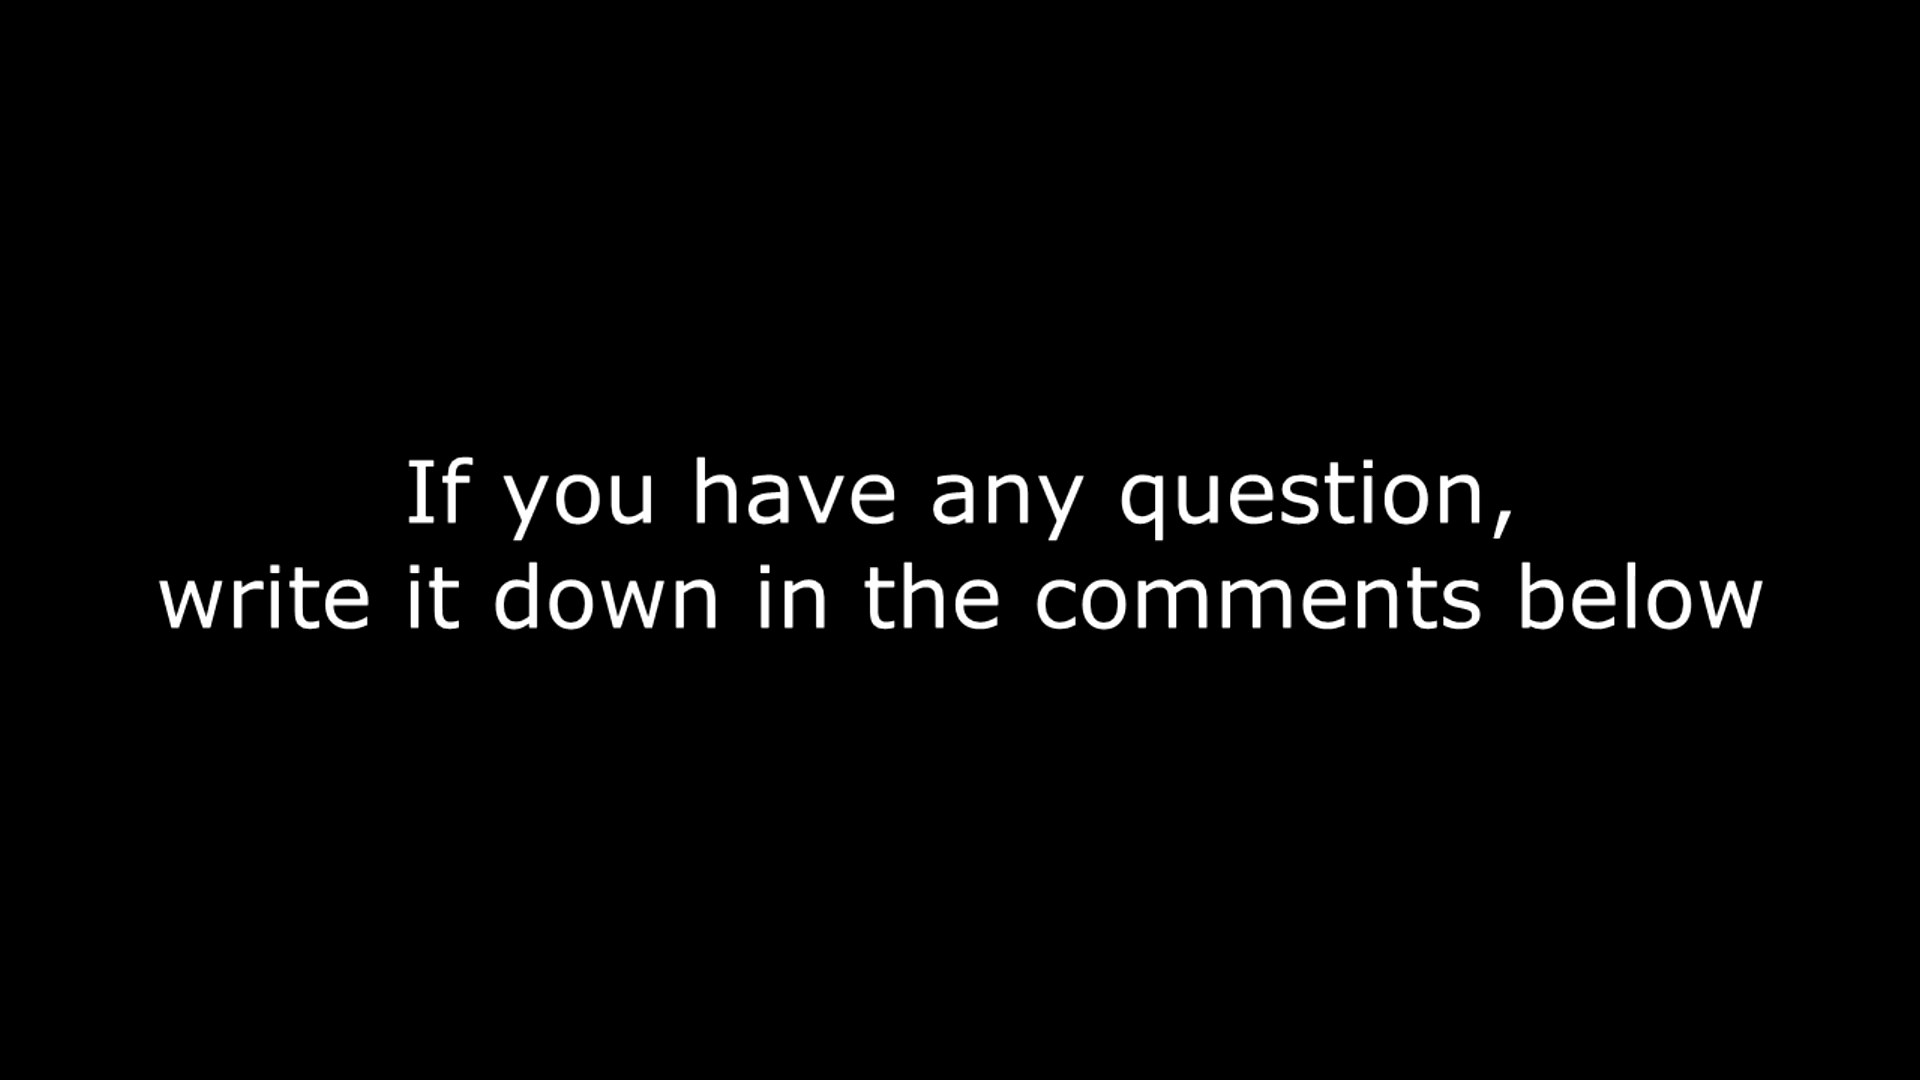 If you have any question,
write it down in the comments below